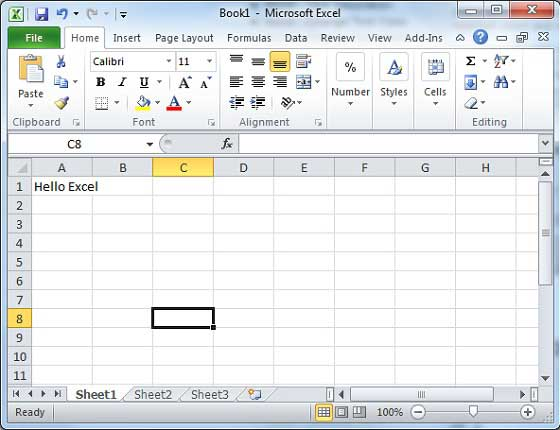 Book1 - Microsoft Excel
File Home Insert Page Layout Formulas Data Review View Add-Ins
Calibri 11
B I U
Paste
Number Styles Cells
Clipboard Font Alignment Editing
C8 fx
A B C D E F G H
1 Hello Excel
2
3
4
5
6
7
8
9
10
11
Sheet1 Sheet2 Sheet3
Ready 100%